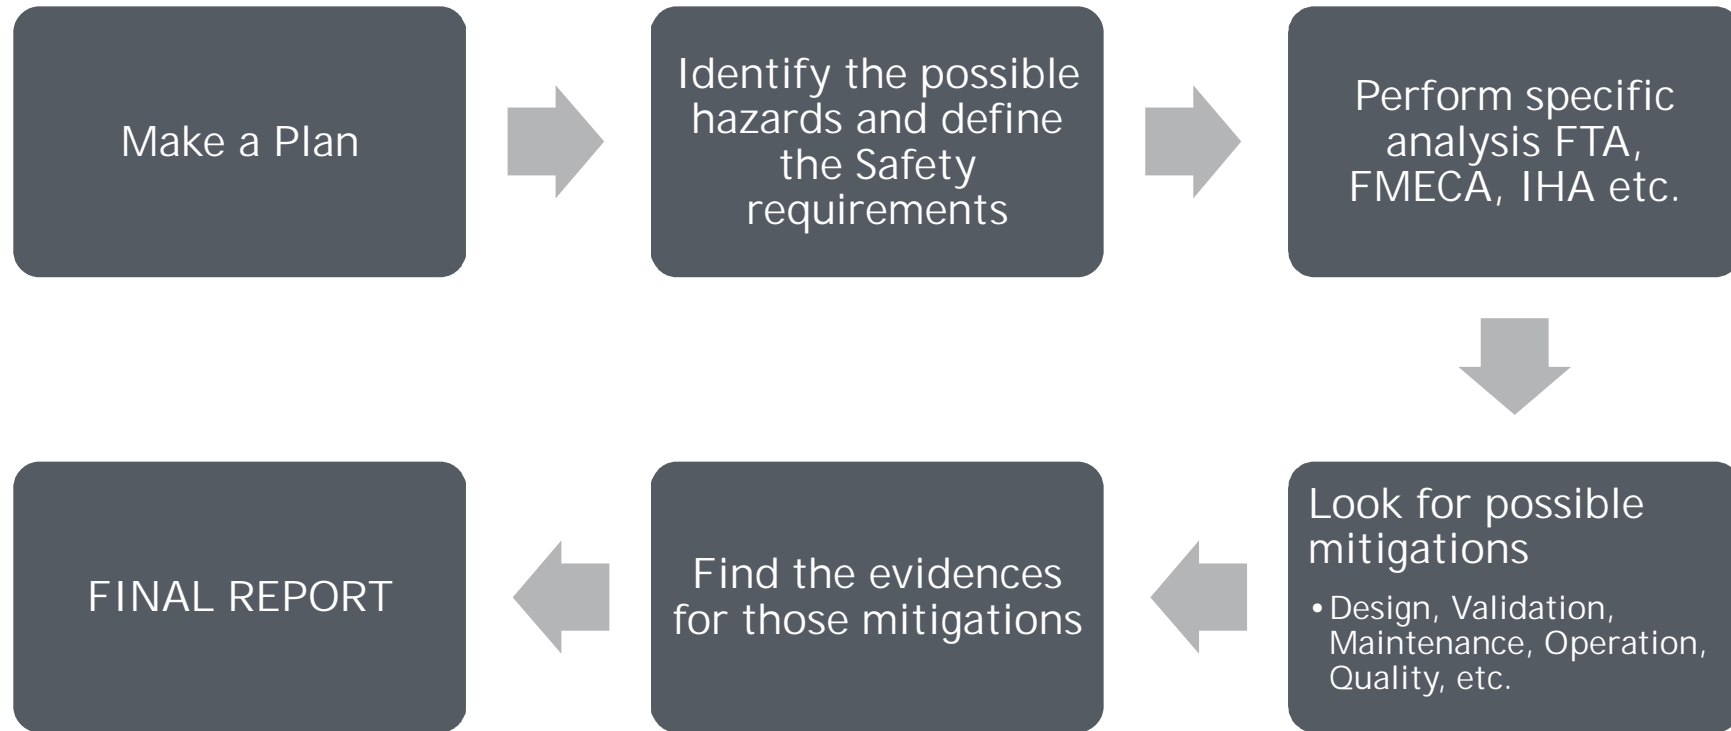 Make a Plan
Identify the possible
hazards and define
the Safety
requirements
Perform specific
analysis FTA,
FMECA, IHA etc.
Look for possible
mitigations
•Design, Validation,
Maintenance, Operation,
Quality, etc.
Find the evidences
for those mitigations
FINAL REPORT